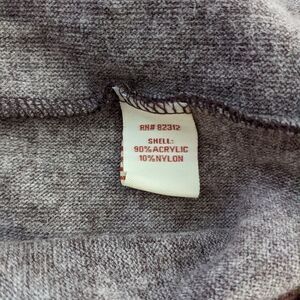 RN# 82312
SHELL:
90% ACRYLIC
10% NYLON